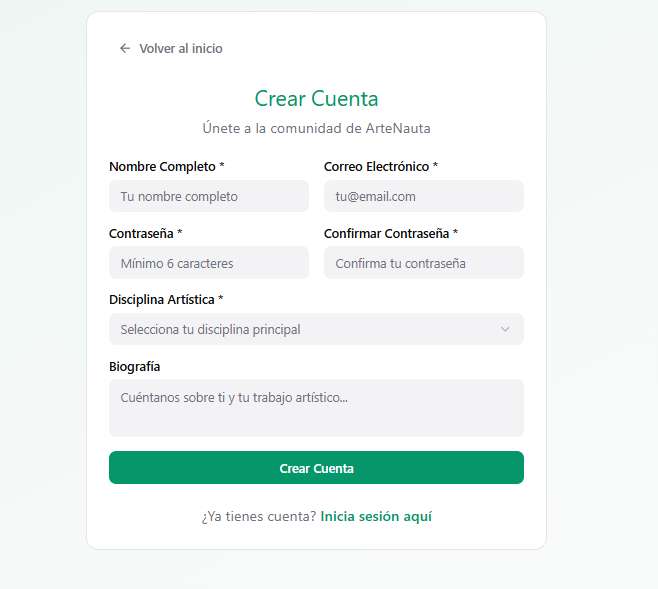 ← Volver al inicio
Crear Cuenta
Únete a la comunidad de ArteNauta
Nombre Completo * Correo Electrónico *
Tu nombre completo tu@email.com
Contraseña * Confirmar Contraseña *
Mínimo 6 caracteres Confirma tu contraseña
Disciplina Artística *
Selecciona tu disciplina principal
Biografía
Cuéntanos sobre ti y tu trabajo artístico...
Crear Cuenta
¿Ya tienes cuenta? Inicia sesión aquí